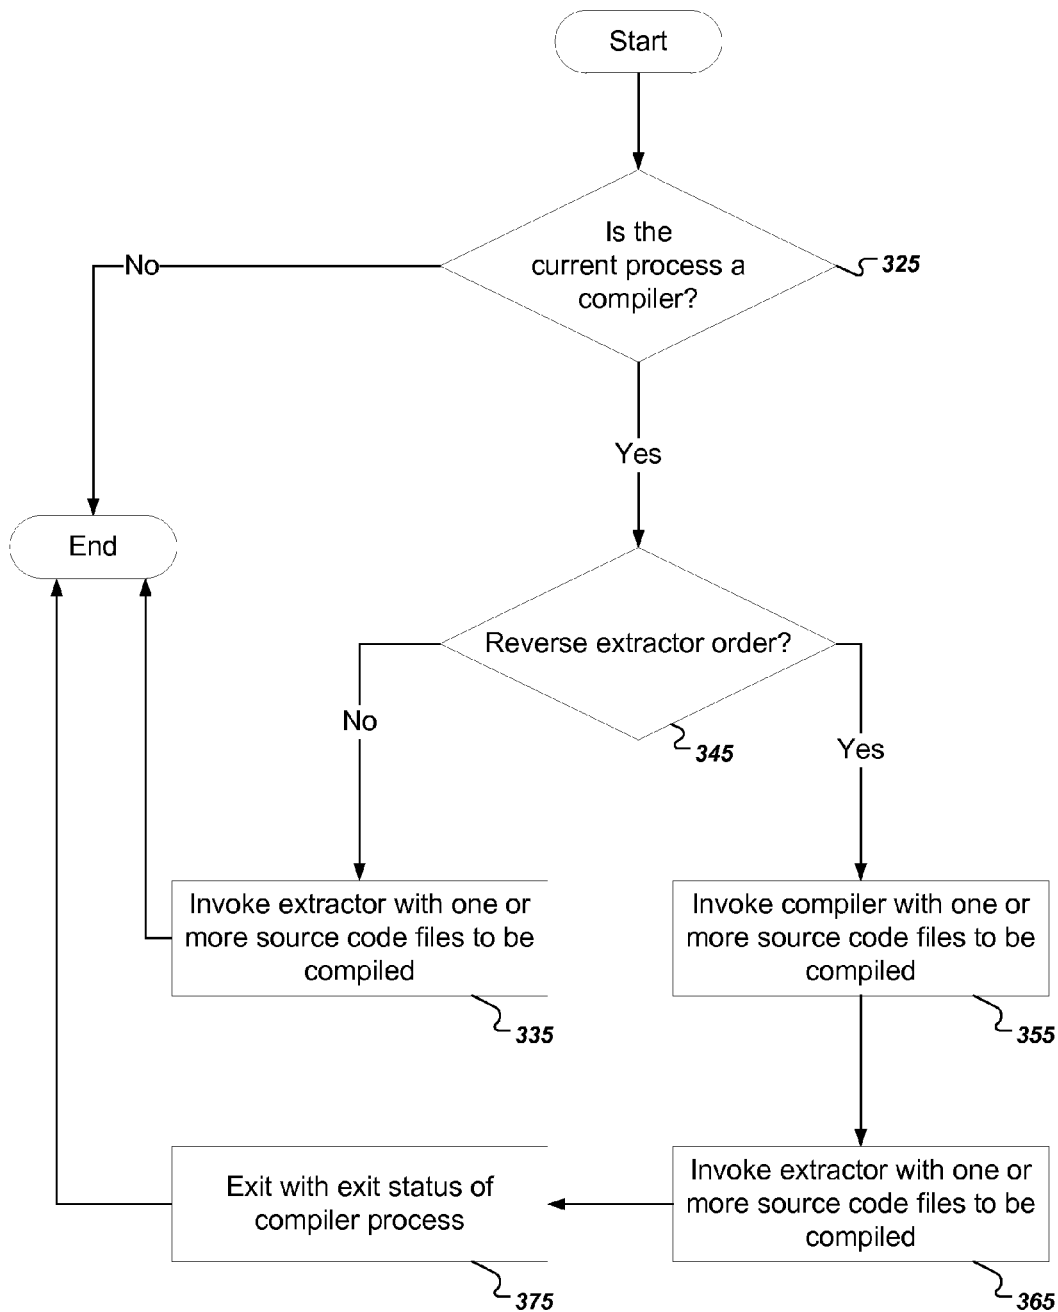 Start
Is the
current process a
compiler?
325
No
Yes
End
Reverse extractor order?
345
No
Yes
Invoke extractor with one or
more source code files to be
compiled
335
Invoke compiler with one or
more source code files to be
compiled
355
Exit with exit status of
compiler process
375
Invoke extractor with one or
more source code files to be
compiled
365